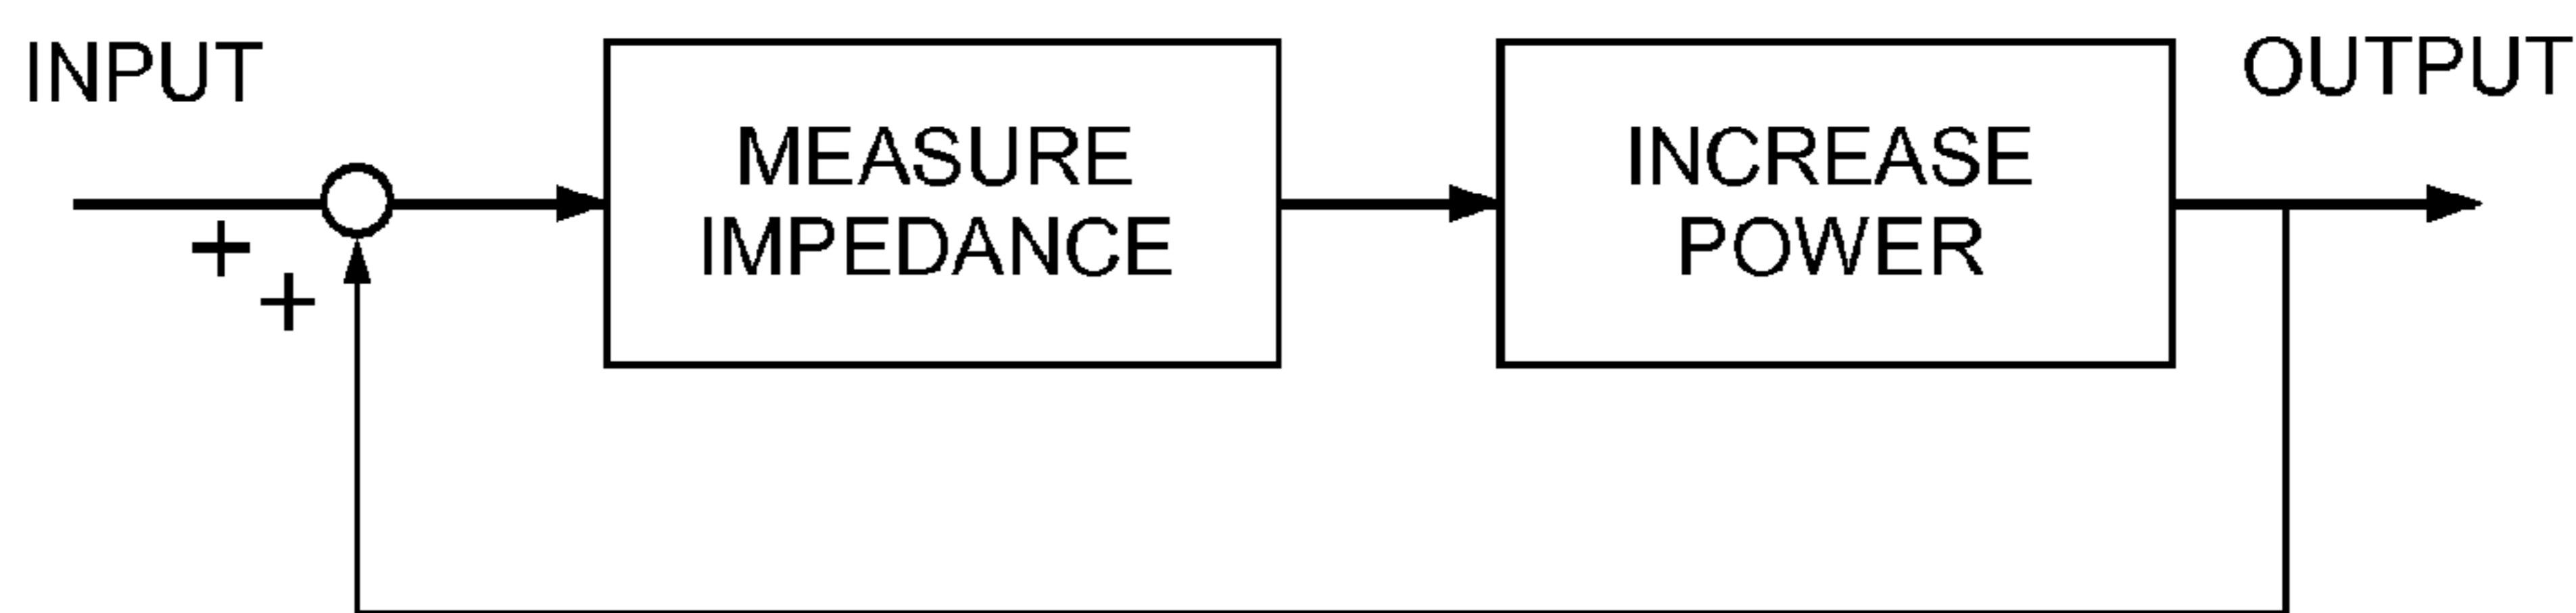 INPUT
MEASURE
IMPEDANCE
INCREASE
POWER
OUTPUT
+
+